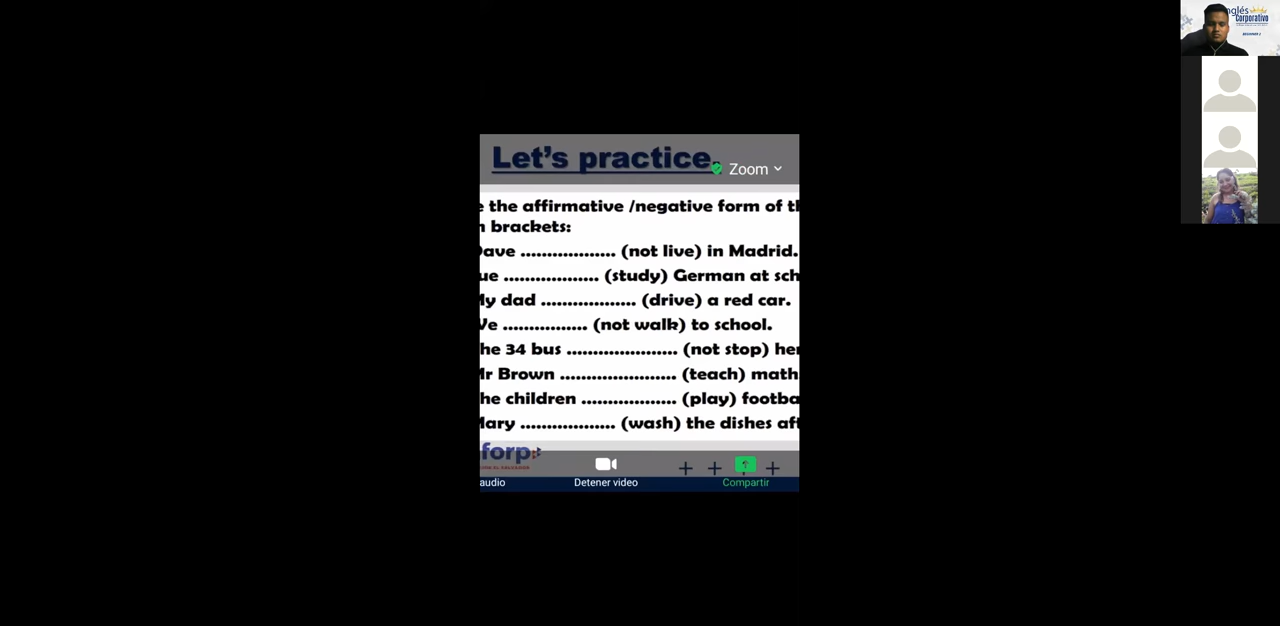 Let's practice.
Zoom
e the affirmative /negative form of th
n brackets:
Dave .................. (not live) in Madrid.
ue .................. (study) German at sch
My dad .................. (drive) a red car.
We ................ (not walk) to school.
he 34 bus ..................... (not stop) her
Mr Brown ...................... (teach) math
he children .................. (play) footba
Mary .................. (wash) the dishes aft
forp
audio
Detener video
Compartir
nglés
Corporativo